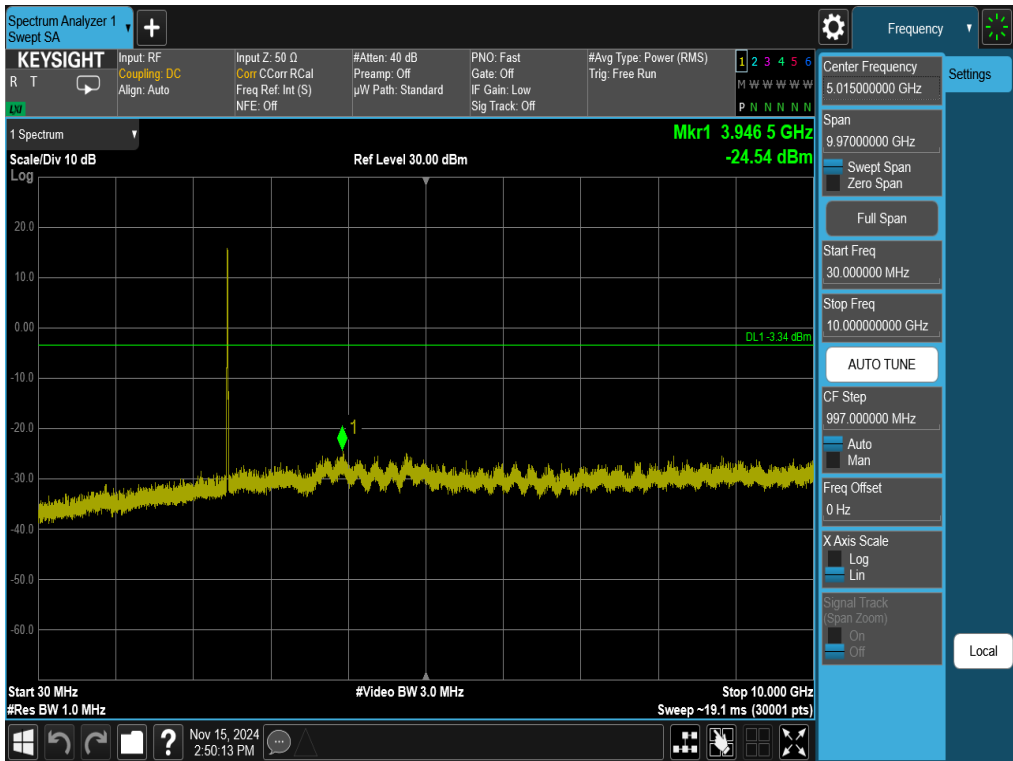 Spectrum Analyzer 1
Swept SA
+
Frequency
KEYSIGHT
R T
LXI
Input: RF
Coupling: DC
Align: Auto
Input Z: 50 Ω
Corr CCorr RCal
Freq Ref: Int (S)
NFE: Off
#Atten: 40 dB
Preamp: Off
µW Path: Standard
PNO: Fast
Gate: Off
IF Gain: Low
Sig Track: Off
#Avg Type: Power (RMS)
Trig: Free Run
1 2 3 4 5 6
M W W W W W
P N N N N N
1 Spectrum
Mkr1 3.946 5 GHz
-24.54 dBm
Scale/Div 10 dB
Ref Level 30.00 dBm
Log
20.0
10.0
0.00
DL1 -3.34 dBm
-10.0
-20.0
1
-30.0
-40.0
-50.0
-60.0
Start 30 MHz
#Video BW 3.0 MHz
Stop 10.000 GHz
#Res BW 1.0 MHz
Sweep ~19.1 ms (30001 pts)
Center Frequency
5.015000000 GHz
Settings
Span
9.97000000 GHz
Swept Span
Zero Span
Full Span
Start Freq
30.000000 MHz
Stop Freq
10.000000000 GHz
AUTO TUNE
CF Step
997.000000 MHz
Auto
Man
Freq Offset
0 Hz
X Axis Scale
Log
Lin
Signal Track
(Span Zoom)
On
Off
Local
?
Nov 15, 2024
2:50:13 PM